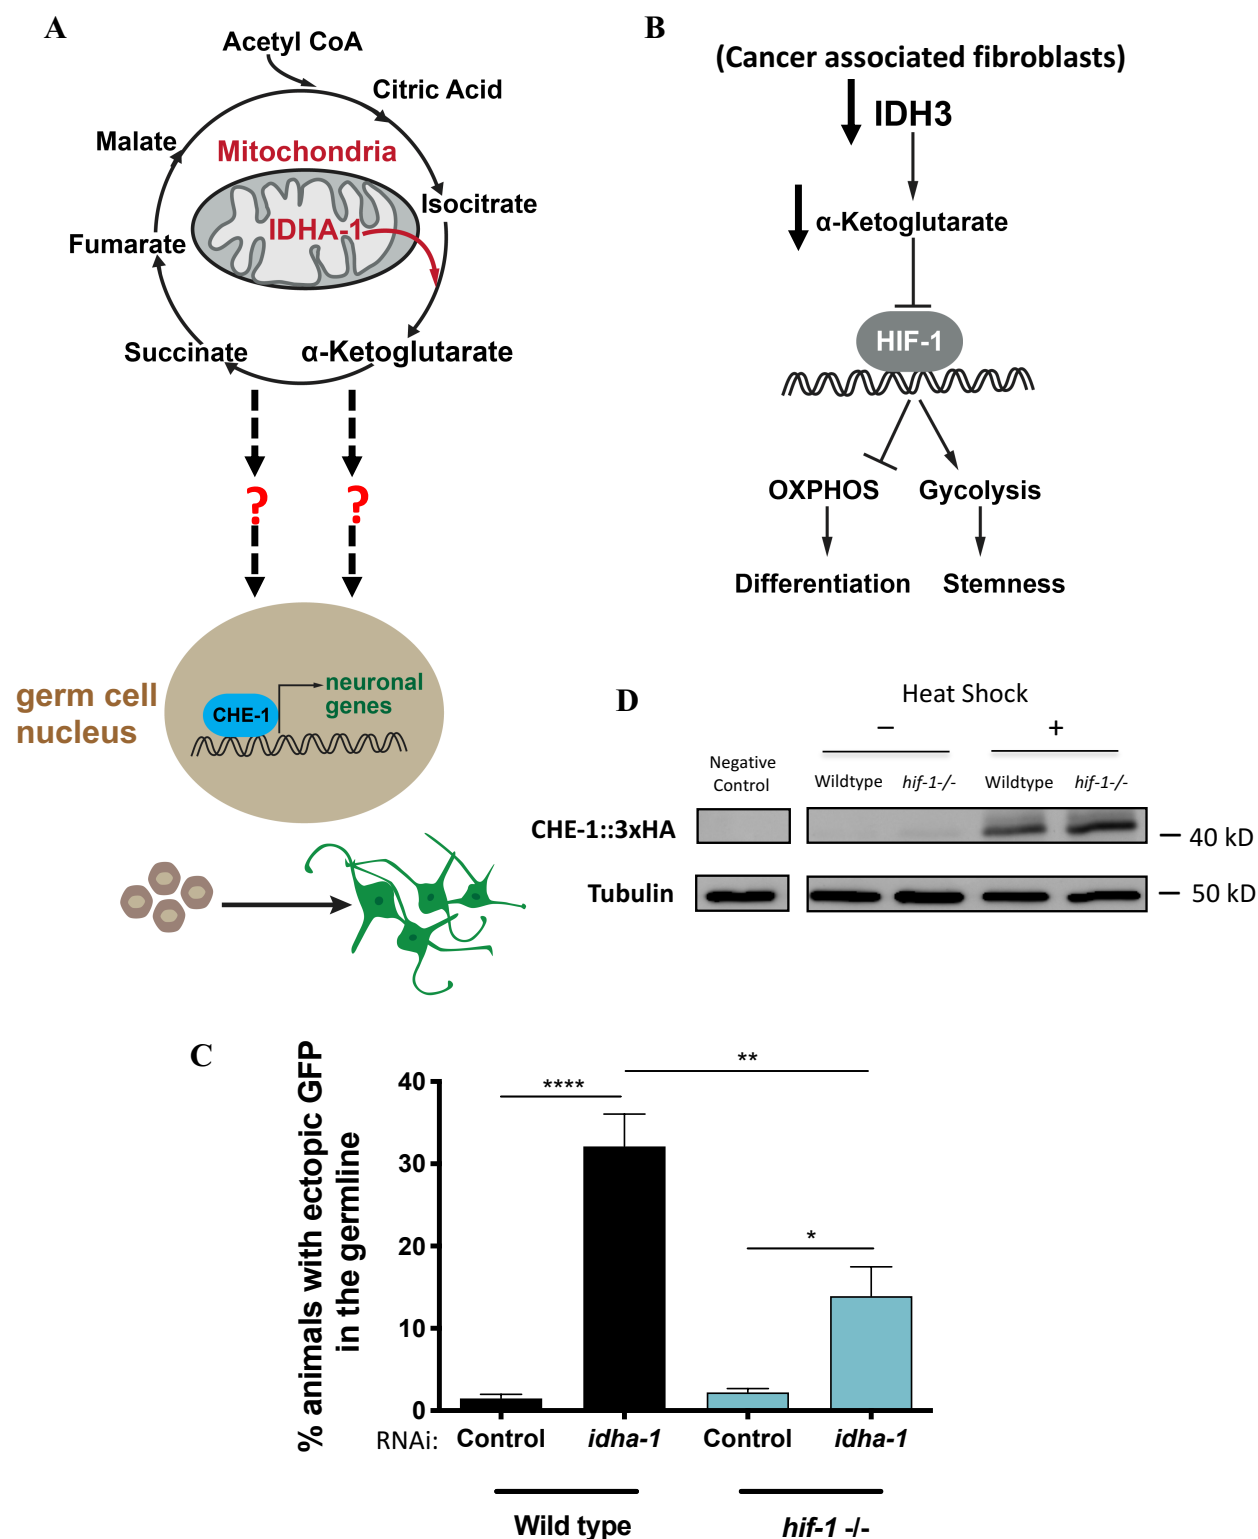 A
Acetyl CoA
Citric Acid
Malate
Mitochondria
Isocitrate
IDHA-1
Fumarate
Succinate
α-Ketoglutarate
?
?
germ cell
nucleus
CHE-1
neuronal
genes
B
(Cancer associated fibroblasts)
IDH3
α-Ketoglutarate
HIF-1
OXPHOS
Gycolysis
Differentiation
Stemness
D
Heat Shock
−
+
Negative
Control
Wildtype
hif-1-/-
Wildtype
hif-1-/-
CHE-1::3xHA
40 kD
Tubulin
50 kD
C
% animals with ectopic GFP
in the germline
40
30
20
10
0
****
**
*
RNAi:
Control
idha-1
Control
idha-1
Wild type
hif-1 -/-